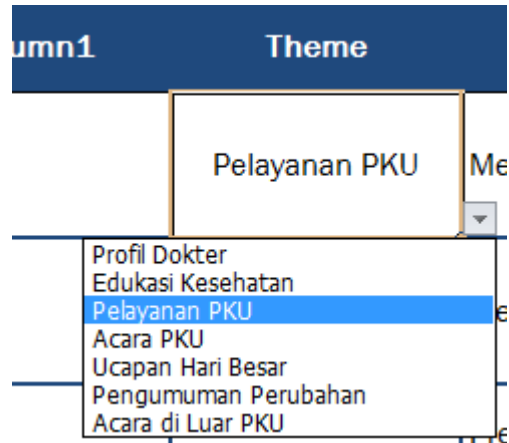 umn1 Theme
Pelayanan PKU Me
Profil Dokter
Edukasi Kesehatan
Pelayanan PKU
Acara PKU
Ucapan Hari Besar
Pengumuman Perubahan
Acara di Luar PKU